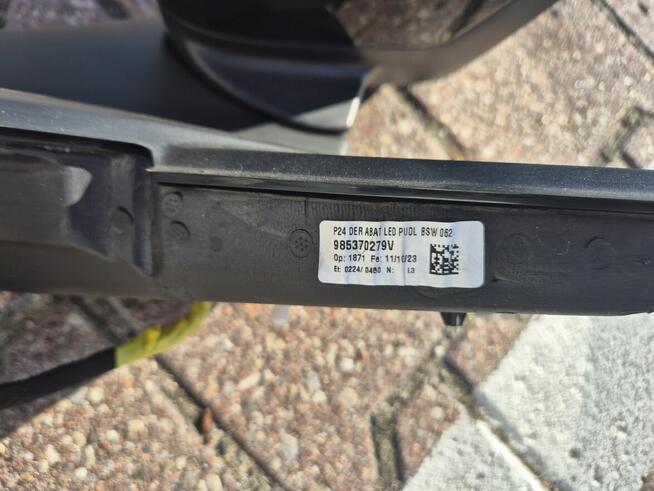 P24 DER ABAT LED PUDL BSW 062
985370279V
Op: 1871 Fe: 11/10/23
Et: 0224/ 0480 N: L3